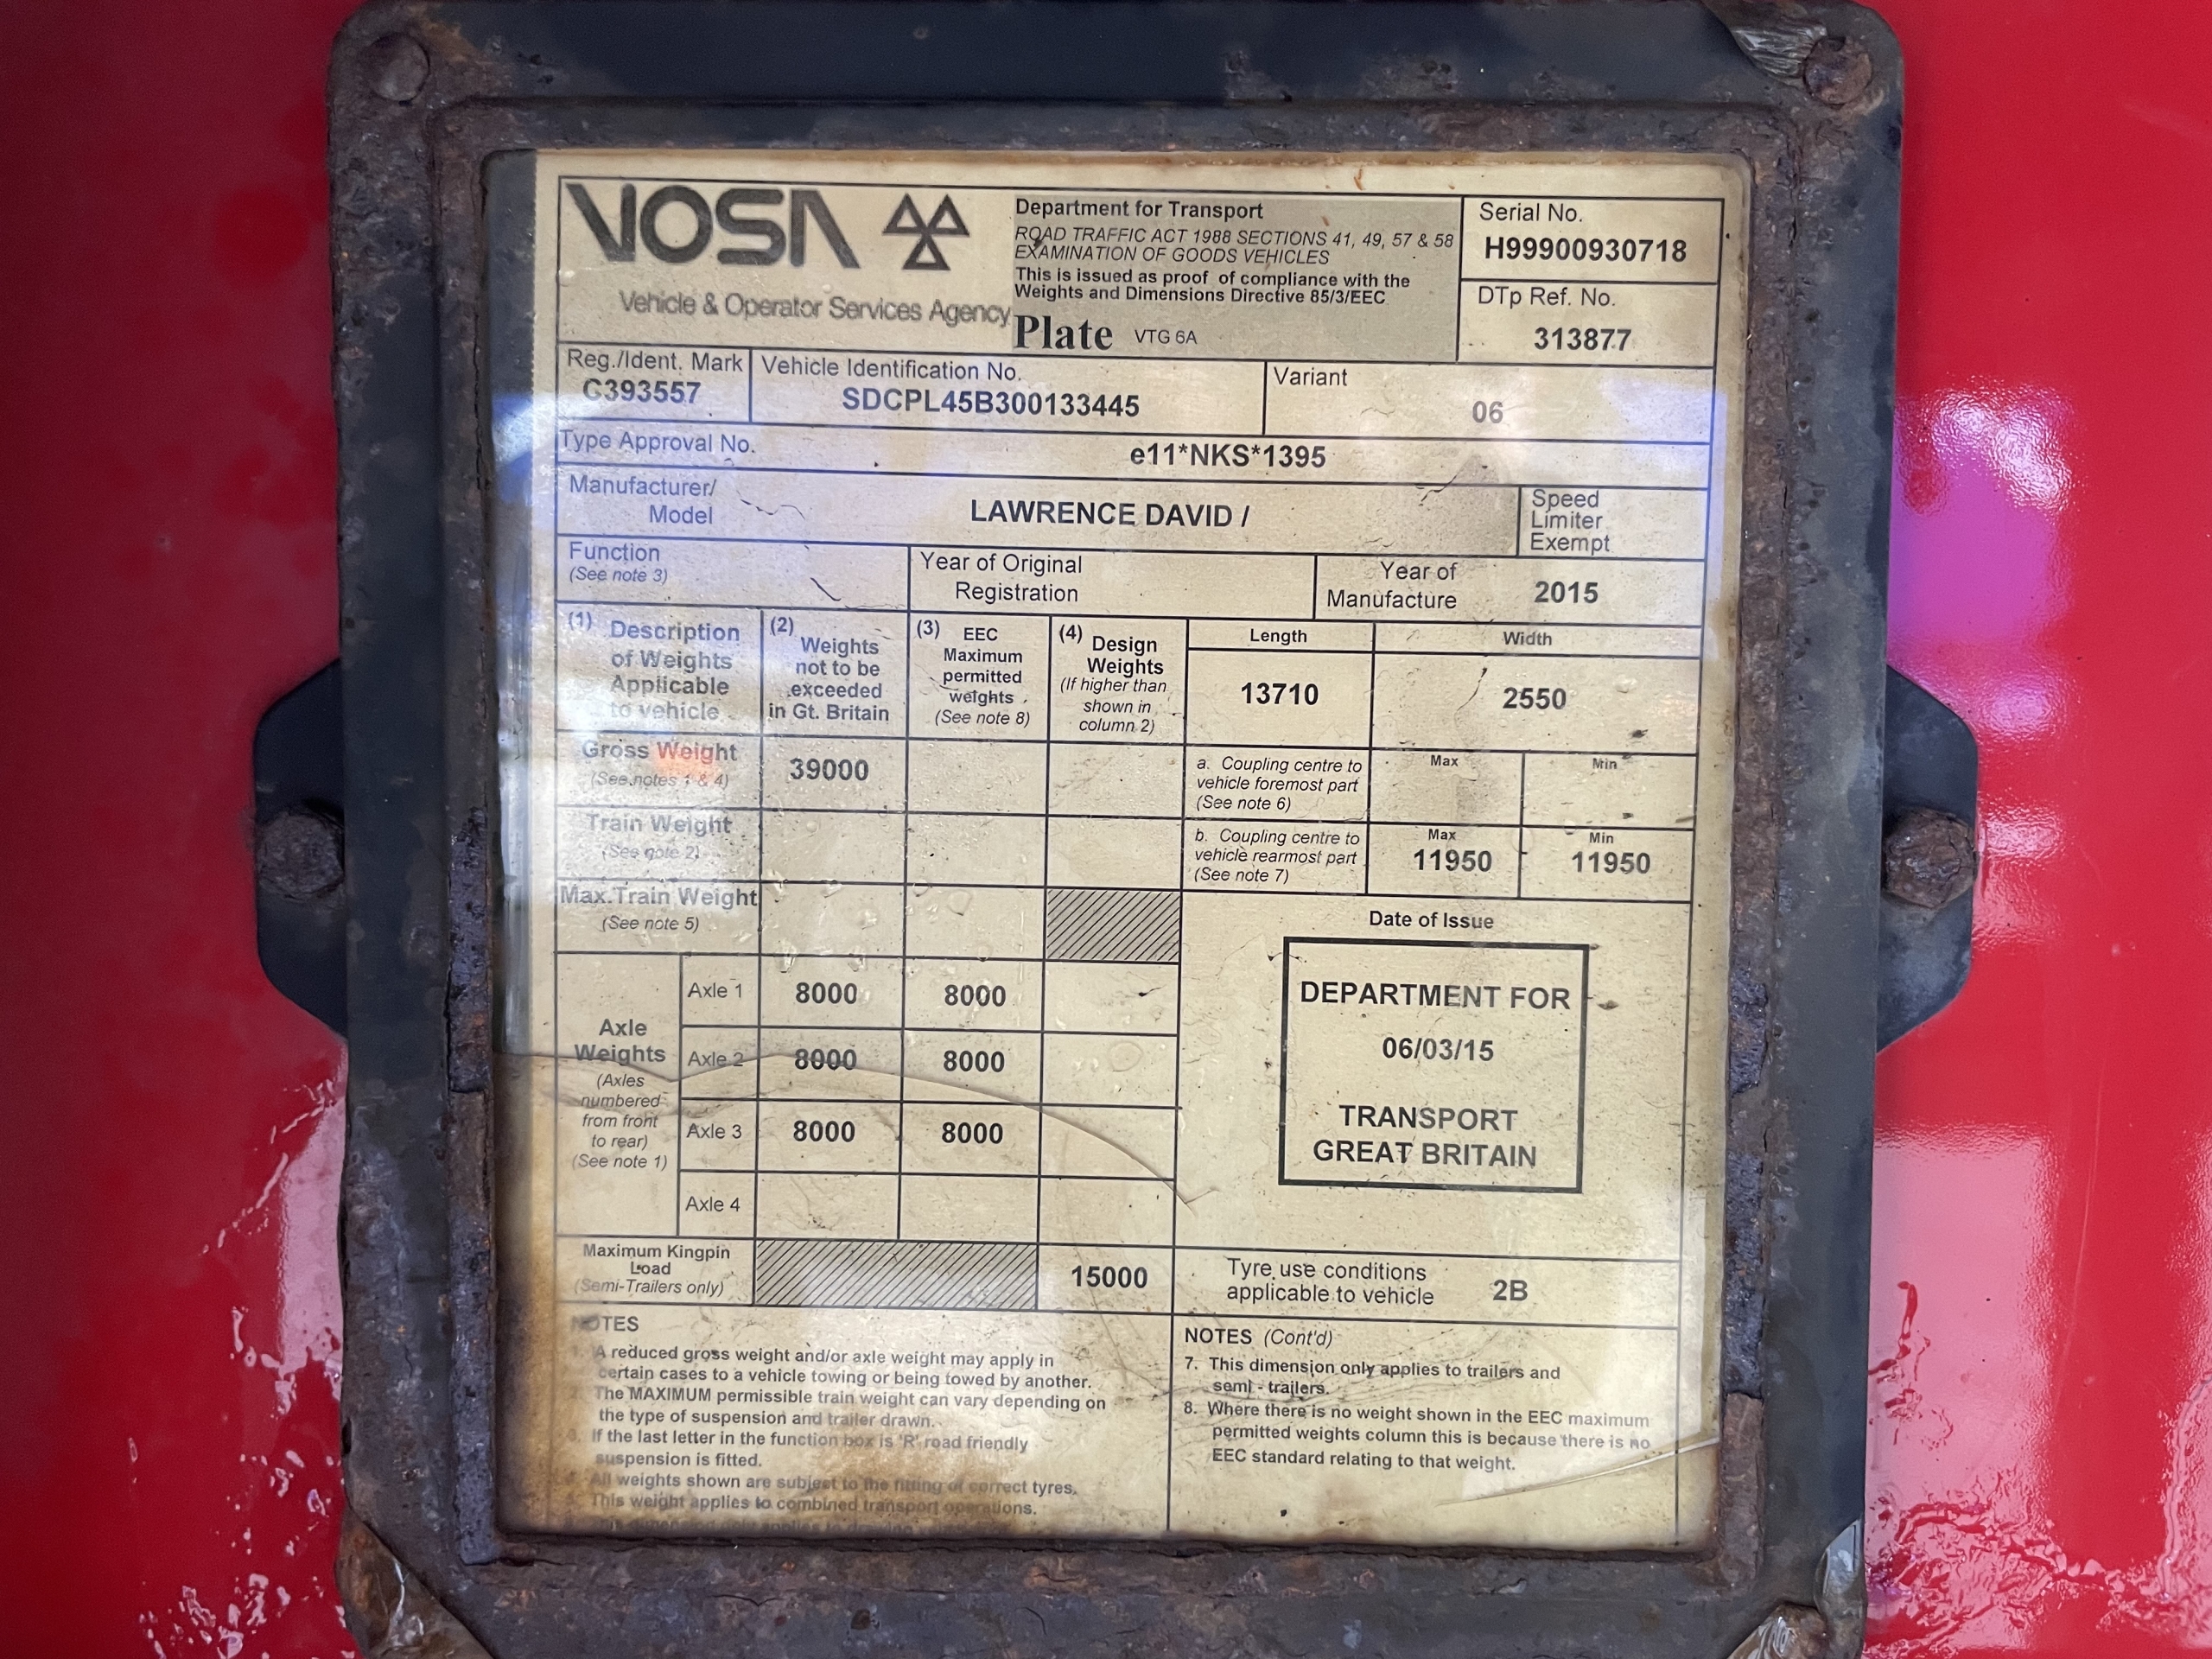 VOSA
Vehicle & Operator Services Agency
Department for Transport
ROAD TRAFFIC ACT 1988 SECTIONS 41, 49, 57 & 58
EXAMINATION OF GOODS VEHICLES
This is issued as proof of compliance with the
Weights and Dimensions Directive 85/3/EEC
Plate VTG 6A
Serial No.
H99900930718
DTp Ref. No.
313877
Reg./Ident. Mark
C393557
Vehicle Identification No.
SDCPL45B300133445
Variant
06
Type Approval No.
e11*NKS*1395
Manufacturer/
Model
LAWRENCE DAVID /
Speed
Limiter
Exempt
Function
(See note 3)
Year of Original
Registration
Year of
Manufacture
2015
(1) Description
of Weights
Applicable
to vehicle
(2) Weights
not to be
exceeded
in Gt. Britain
(3) EEC
Maximum
permitted
weights
(See note 8)
(4) Design
Weights
(If higher than
shown in
column 2)
Length
13710
Width
2550
Gross Weight
(See notes 1 & 4)
39000
a. Coupling centre to
vehicle foremost part
(See note 6)
Max
Min
Train Weight
(See note 2)
b. Coupling centre to
vehicle rearmost part
(See note 7)
Max
11950
Min
11950
Max.Train Weight
(See note 5)
Date of Issue
DEPARTMENT FOR
06/03/15
TRANSPORT
GREAT BRITAIN
Axle
Weights
(Axles
numbered
from front
to rear)
(See note 1)
Axle 1 8000 8000
Axle 2 8000 8000
Axle 3 8000 8000
Axle 4
Maximum Kingpin
Load
(Semi-Trailers only)
15000
Tyre use conditions
applicable to vehicle
2B
NOTES
1. A reduced gross weight and/or axle weight may apply in
certain cases to a vehicle towing or being towed by another.
2. The MAXIMUM permissible train weight can vary depending on
the type of suspension and trailer drawn.
3. If the last letter in the function box is 'R' road friendly
suspension is fitted.
4. All weights shown are subject to the fitting of correct tyres.
5. This weight applies to combined transport operations.
NOTES (Cont'd)
7. This dimension only applies to trailers and
semi - trailers.
8. Where there is no weight shown in the EEC maximum
permitted weights column this is because there is no
EEC standard relating to that weight.